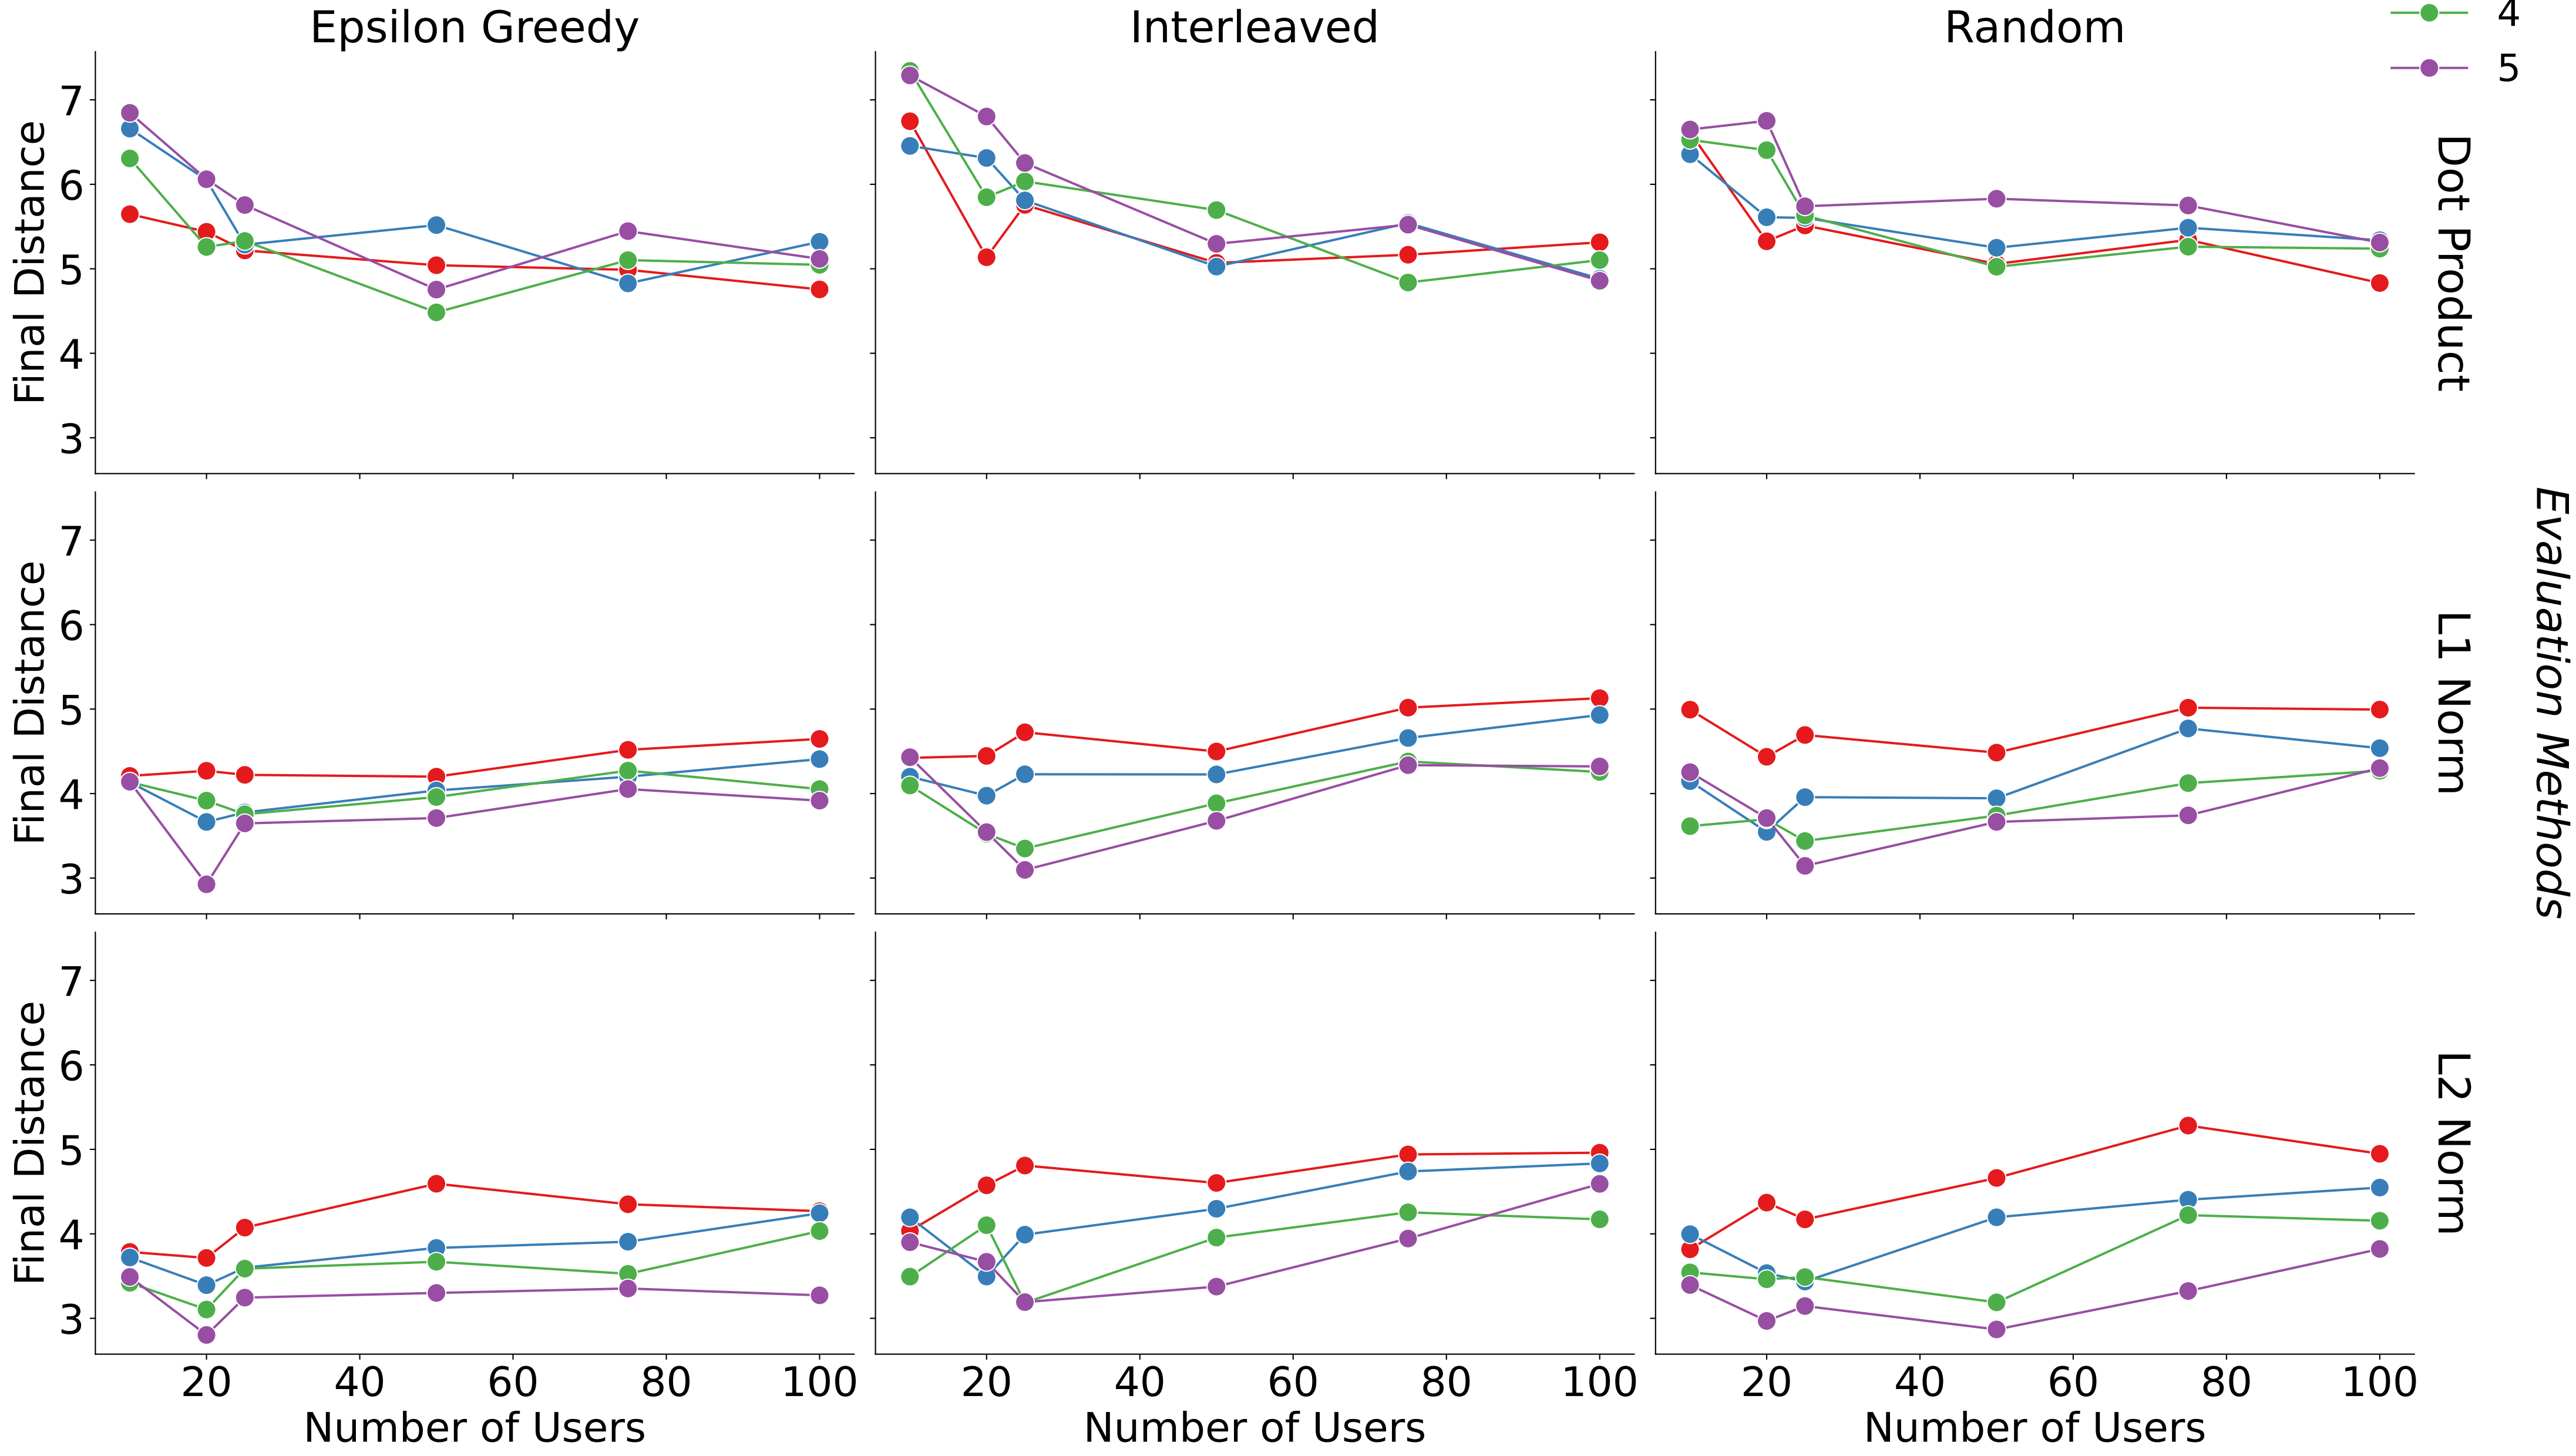 Epsilon Greedy
Interleaved
Random
4
5
7
6
5
4
3
Final Distance
Dot Product
7
6
5
4
3
Final Distance
L1 Norm
Evaluation Methods
7
6
5
4
3
Final Distance
L2 Norm
20 40 60 80 100
20 40 60 80 100
20 40 60 80 100
Number of Users
Number of Users
Number of Users